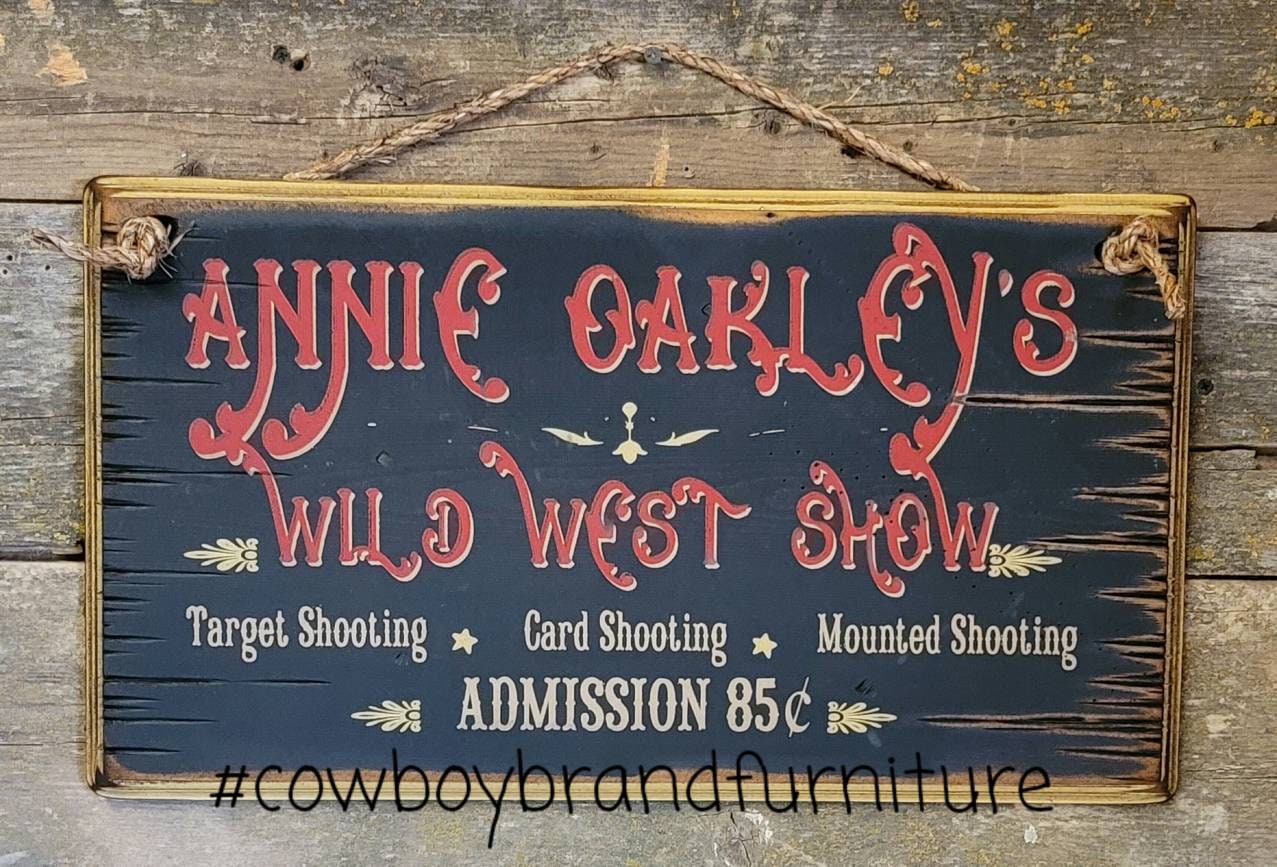 ANNIE OAKLEY'S
WILD WEST SHOW
Target Shooting ★ Card Shooting ★ Mounted Shooting
ADMISSION 85¢
#cowboybrandfurniture